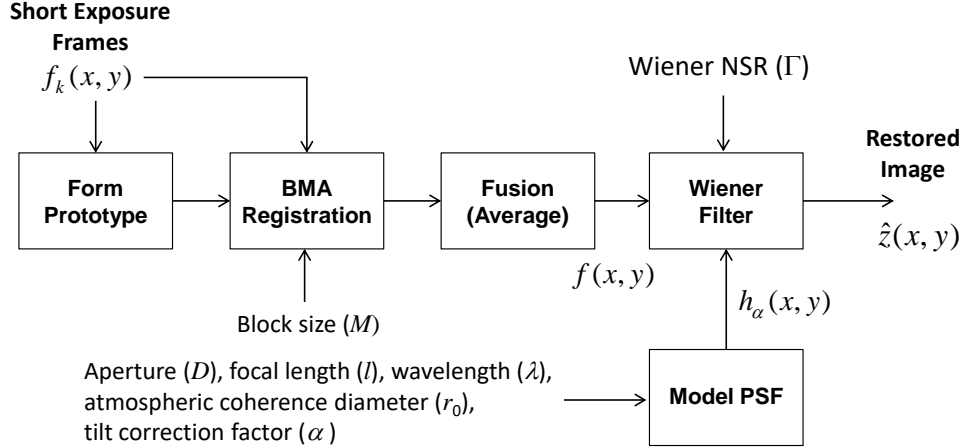 Short Exposure
Frames
f_k(x, y)
Wiener NSR (Γ)
Form
Prototype
BMA
Registration
Fusion
(Average)
Wiener
Filter
Restored
Image
ẑ(x, y)
f(x, y)
h_α(x, y)
Block size (M)
Aperture (D), focal length (l), wavelength (λ),
atmospheric coherence diameter (r_0),
tilt correction factor (α)
Model PSF